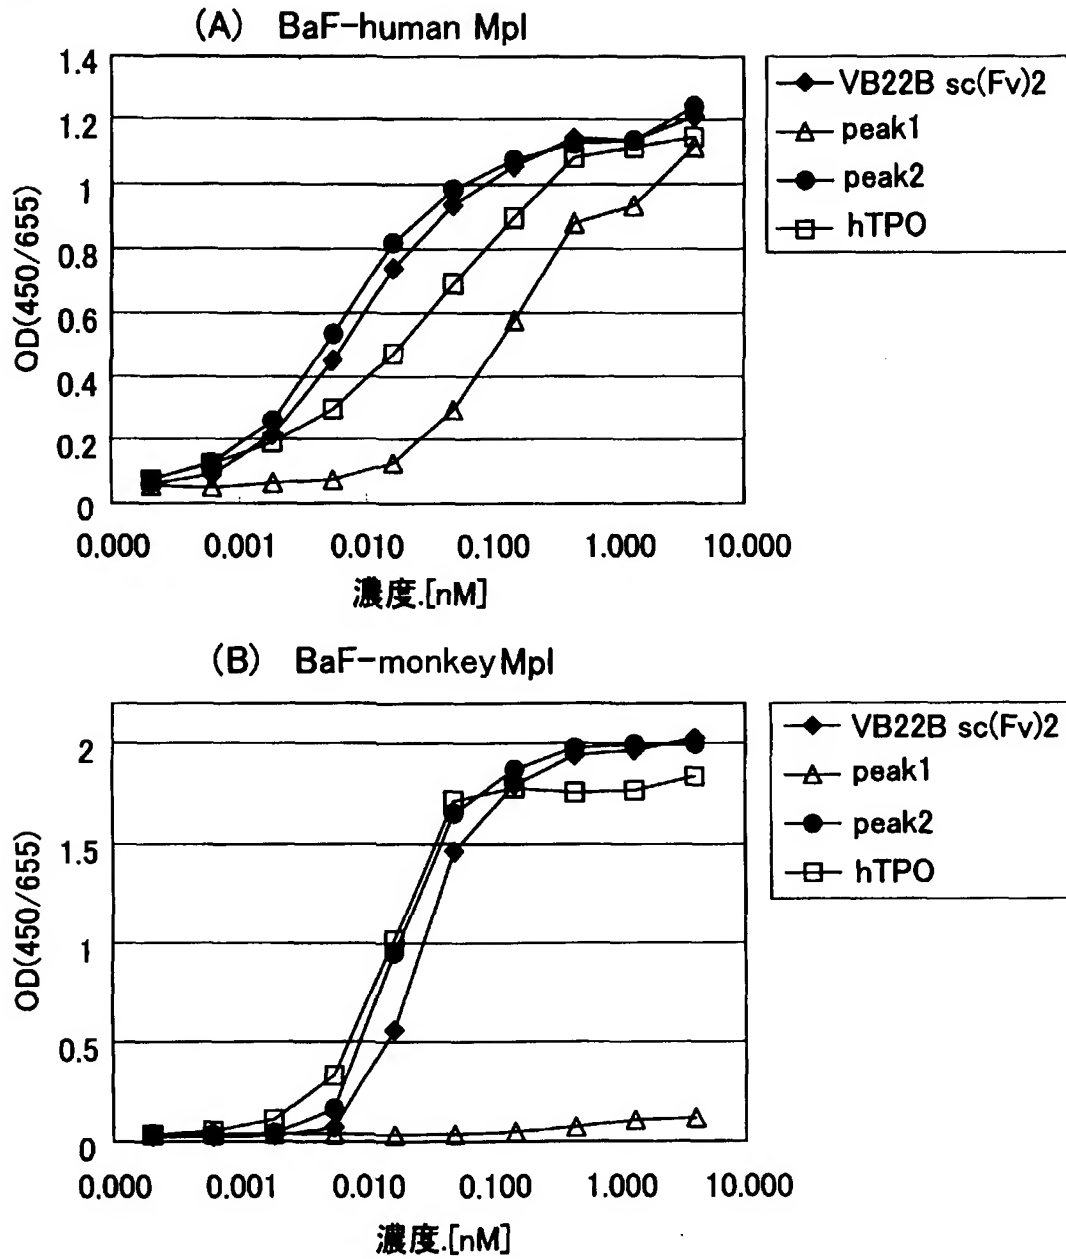 (A) BaF-human Mpl
1.4
1.2
1
0.8
0.6
0.4
0.2
0
OD(450/655)
0.000 0.001 0.010 0.100 1.000 10.000
濃度.[nM]
VB22B sc(Fv)2
peak1
peak2
hTPO
(B) BaF-monkey Mpl
2
1.5
1
0.5
0
OD(450/655)
0.000 0.001 0.010 0.100 1.000 10.000
濃度.[nM]
VB22B sc(Fv)2
peak1
peak2
hTPO